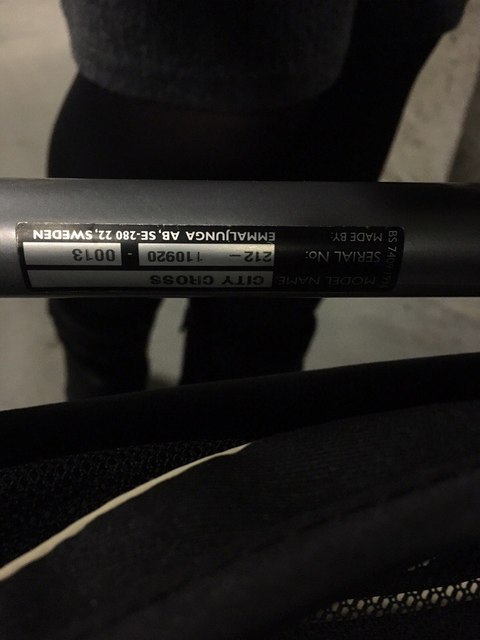 MODEL NAME CITY CROSS
SERIAL No: 212– 110920 - 0013
MADE BY: EMMALJUNGA AB, SE-280 22, SWEDEN